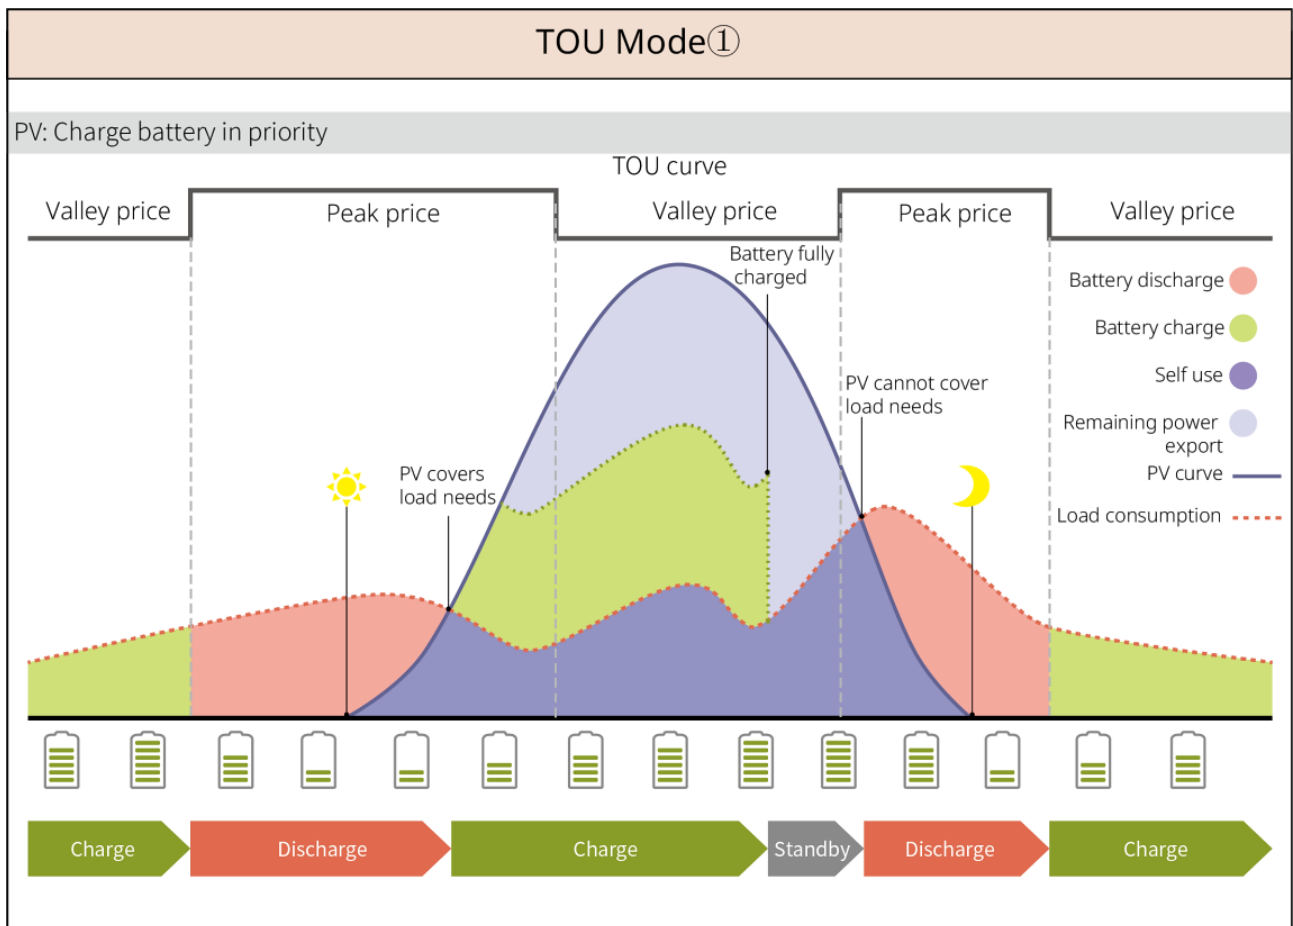 TOU Mode①
PV: Charge battery in priority
TOU curve
Valley price
Peak price
Valley price
Peak price
Valley price
Battery fully
charged
Battery discharge
Battery charge
Self use
Remaining power
export
PV curve
Load consumption
PV cannot cover
load needs
PV covers
load needs
Charge
Discharge
Charge
Standby
Discharge
Charge